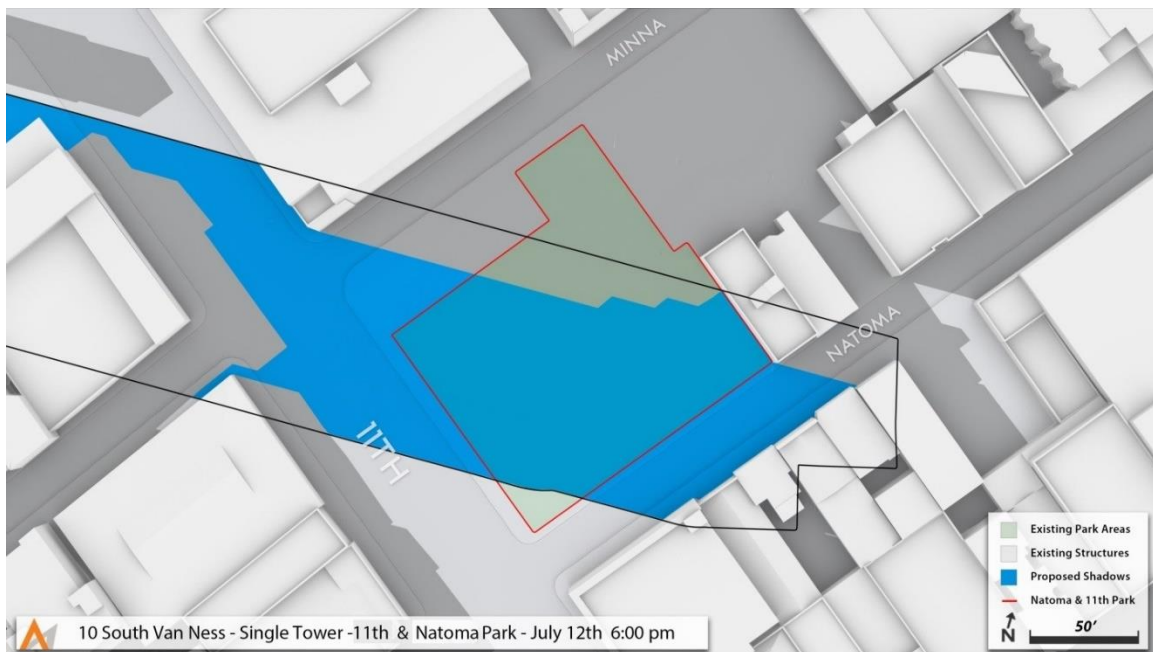 MINNA
NATOMA
11TH
Existing Park Areas
Existing Structures
Proposed Shadows
Natoma & 11th Park
N
50'
10 South Van Ness - Single Tower -11th & Natoma Park - July 12th 6:00 pm